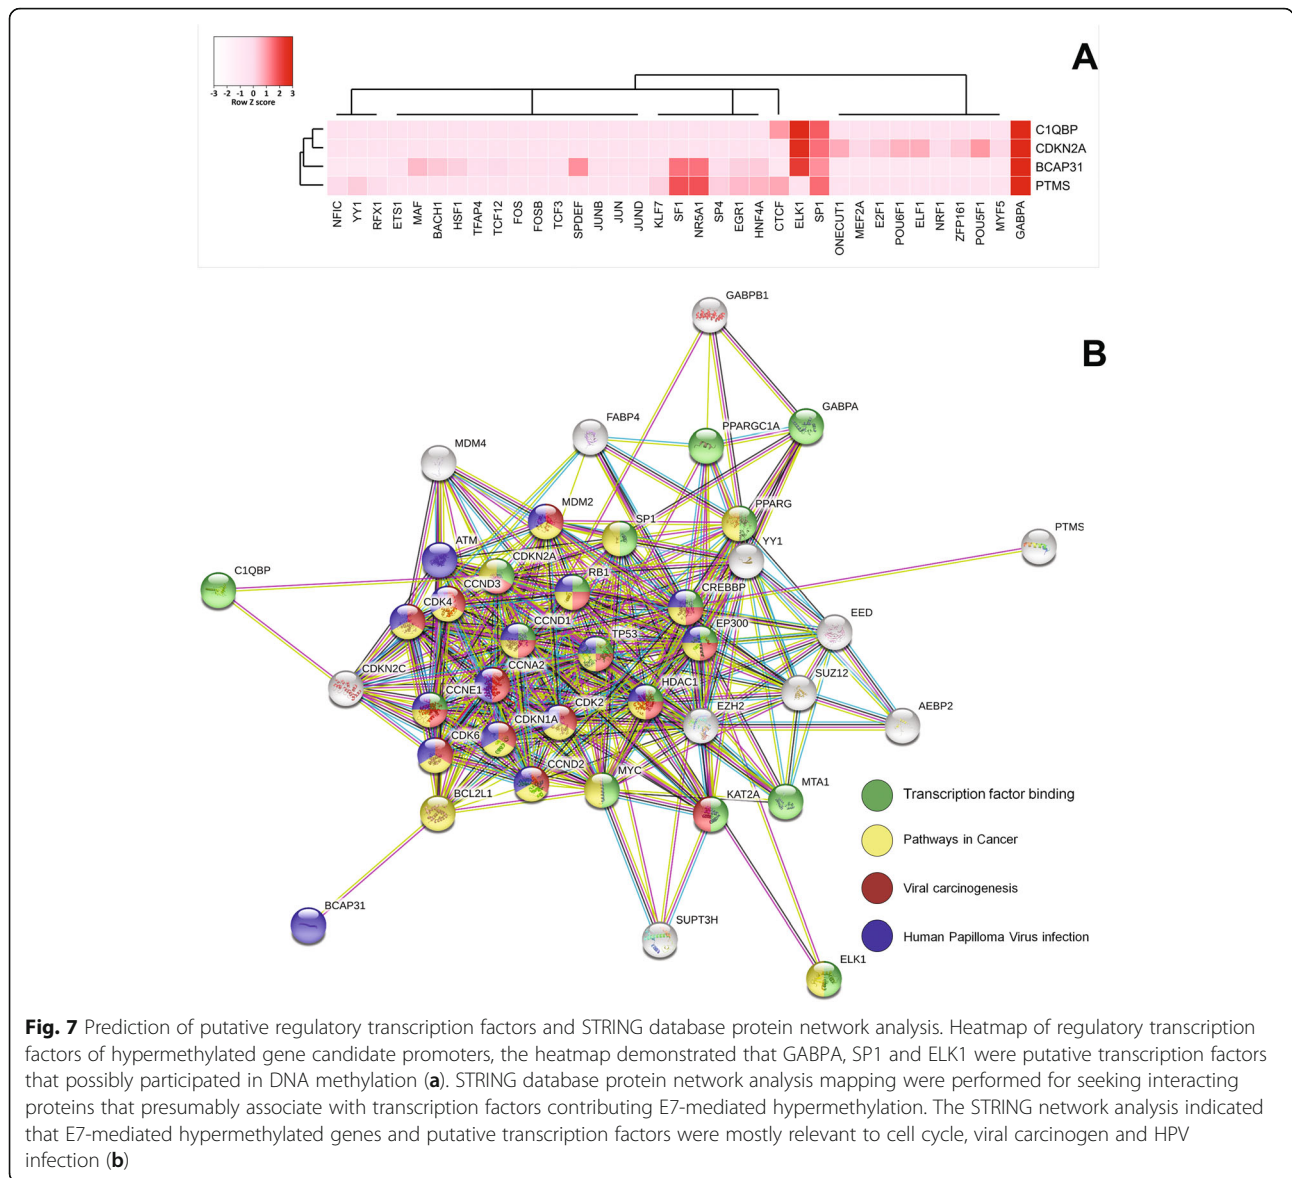 A
-3 -2 -1 0 1 2 3
Row Z score
C1QBP
CDKN2A
BCAP31
PTMS
NFIC
YY1
RFX1
ETS1
MAF
BACH1
HSF1
TFAP4
TCF12
FOS
FOSB
TCF3
SPDEF
JUNB
JUN
JUND
KLF7
SF1
NR5A1
SP4
EGR1
HNF4A
CTCF
ELK1
SP1
ONECUT1
MEF2A
E2F1
POU6F1
ELF1
NRF1
ZFP161
POU5F1
MYF5
GABPA
B
GABPB1
GABPA
FABP4
PPARGC1A
MDM4
MDM2
SP1
PPARG
PTMS
ATM
YY1
CDKN2A
C1QBP
RB1
CCND3
CREBBP
CDK4
EED
CCND1
EP300
TP53
CDKN2C
CCNA2
SUZ12
HDAC1
CCNE1
CDK2
EZH2
AEBP2
CDKN1A
CDK6
CCND2
MYC
MTA1
BCL2L1
KAT2A
BCAP31
SUPT3H
ELK1
Transcription factor binding
Pathways in Cancer
Viral carcinogenesis
Human Papilloma Virus infection
Fig. 7 Prediction of putative regulatory transcription factors and STRING database protein network analysis. Heatmap of regulatory transcription
factors of hypermethylated gene candidate promoters, the heatmap demonstrated that GABPA, SP1 and ELK1 were putative transcription factors
that possibly participated in DNA methylation (a). STRING database protein network analysis mapping were performed for seeking interacting
proteins that presumably associate with transcription factors contributing E7-mediated hypermethylation. The STRING network analysis indicated
that E7-mediated hypermethylated genes and putative transcription factors were mostly relevant to cell cycle, viral carcinogen and HPV
infection (b)